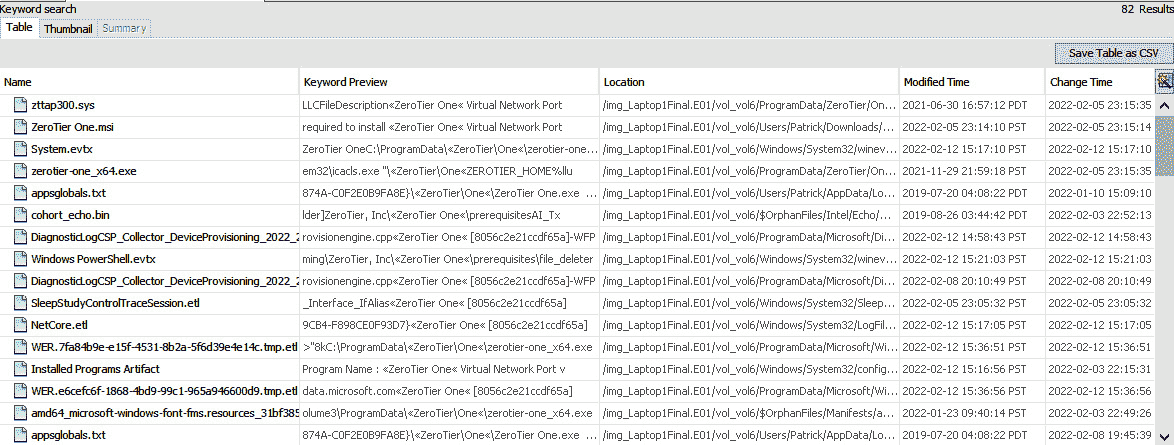 Keyword search 82 Results
Table Thumbnail Summary
Save Table as CSV
Name Keyword Preview Location Modified Time Change Time
zttap300.sys LLCFileDescription«ZeroTier One« Virtual Network Port /img_Laptop1Final.E01/vol_vol6/ProgramData/ZeroTier/On... 2021-06-30 16:57:12 PDT 2022-02-05 23:15:35
ZeroTier One.msi required to install «ZeroTier One« Virtual Network Port /img_Laptop1Final.E01/vol_vol6/Users/Patrick/Downloads/... 2022-02-05 23:14:10 PST 2022-02-05 23:15:14
System.evtx ZeroTier OneC:\ProgramData\«ZeroTier\One«\zerotier-one... /img_Laptop1Final.E01/vol_vol6/Windows/System32/winev... 2022-02-12 15:17:10 PST 2022-02-12 15:17:10
zerotier-one_x64.exe em32\icacls.exe "\«ZeroTier\One«ZEROTIER_HOME%llu /img_Laptop1Final.E01/vol_vol6/ProgramData/ZeroTier/On... 2021-11-29 21:59:18 PST 2022-02-05 23:15:35
appsglobals.txt 874A-C0F2E0B9FA8E}\«ZeroTier\One«\ZeroTier One.exe ... /img_Laptop1Final.E01/vol_vol6/Users/Patrick/AppData/Lo... 2019-07-20 04:08:22 PDT 2022-01-10 15:09:10
cohort_echo.bin lder]ZeroTier, Inc\«ZeroTier One«\prerequisitesAI_Tx /img_Laptop1Final.E01/vol_vol6/$OrphanFiles/Intel/Echo/... 2019-08-26 03:44:42 PDT 2022-02-03 22:52:13
DiagnosticLogCSP_Collector_DeviceProvisioning_2022_2 rovisionengine.cpp«ZeroTier One« [8056c2e21ccdf65a]-WFP /img_Laptop1Final.E01/vol_vol6/ProgramData/Microsoft/Di... 2022-02-12 14:58:43 PST 2022-02-12 14:58:43
Windows PowerShell.evtx ming\ZeroTier, Inc\«ZeroTier One«\prerequisites\file_deleter /img_Laptop1Final.E01/vol_vol6/Windows/System32/winev... 2022-02-12 15:21:03 PST 2022-02-12 15:21:03
DiagnosticLogCSP_Collector_DeviceProvisioning_2022_2 rovisionengine.cpp«ZeroTier One« [8056c2e21ccdf65a]-WFP /img_Laptop1Final.E01/vol_vol6/ProgramData/Microsoft/Di... 2022-02-08 20:10:49 PST 2022-02-08 20:10:49
SleepStudyControlTraceSession.etl _Interface_IfAlias«ZeroTier One« [8056c2e21ccdf65a] /img_Laptop1Final.E01/vol_vol6/Windows/System32/Sleep... 2022-02-05 23:05:32 PST 2022-02-05 23:05:32
NetCore.etl 9CB4-F898CE0F93D7}«ZeroTier One« [8056c2e21ccdf65a] /img_Laptop1Final.E01/vol_vol6/Windows/System32/LogFil... 2022-02-12 15:17:05 PST 2022-02-12 15:17:05
WER.7fa84b9e-e15f-4531-8b2a-5f6d39e4e14c.tmp.etl >"8kC:\ProgramData\«ZeroTier\One«\zerotier-one_x64.exe /img_Laptop1Final.E01/vol_vol6/ProgramData/Microsoft/Wi... 2022-02-12 15:36:51 PST 2022-02-12 15:36:51
Installed Programs Artifact Program Name : «ZeroTier One« Virtual Network Port v /img_Laptop1Final.E01/vol_vol6/Windows/System32/config... 2022-02-12 15:16:56 PST 2022-02-03 22:15:31
WER.e6cefc6f-1868-4bd9-99c1-965a946600d9.tmp.etl data.microsoft.com«ZeroTier One« [8056c2e21ccdf65a] /img_Laptop1Final.E01/vol_vol6/ProgramData/Microsoft/Wi... 2022-02-12 15:36:56 PST 2022-02-12 15:36:56
amd64_microsoft-windows-font-fms.resources_31bf385 olume3\ProgramData\«ZeroTier\One«\zerotier-one_x64.exe /img_Laptop1Final.E01/vol_vol6/$OrphanFiles/Manifests/a... 2022-01-23 09:40:14 PST 2022-02-03 22:49:26
appsglobals.txt 874A-C0F2E0B9FA8E}\«ZeroTier\One«\ZeroTier One.exe ... /img_Laptop1Final.E01/vol_vol6/Users/Patrick/AppData/Lo... 2019-07-20 04:08:22 PDT 2022-02-08 19:45:39